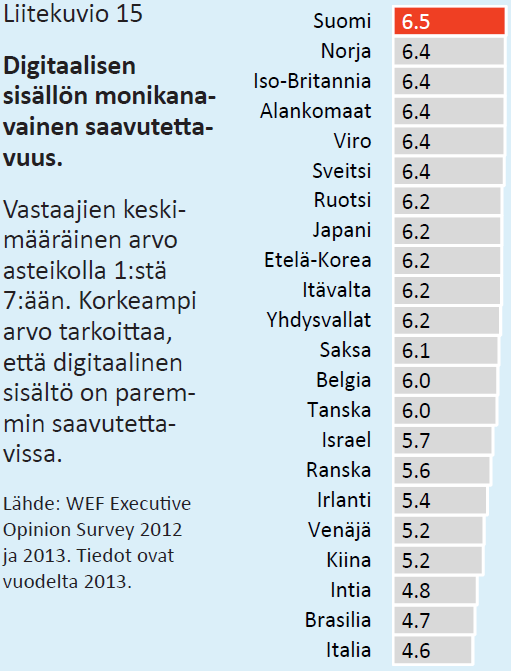 Liitekuvio 15
Digitaalisen
sisällön monikana-
vainen saavutetta-
vuus.
Vastaajien keski-
määräinen arvo
asteikolla 1:stä
7:ään. Korkeampi
arvo tarkoittaa,
että digitaalinen
sisältö on parem-
min saavutetta-
vissa.
Lähde: WEF Executive
Opinion Survey 2012
ja 2013. Tiedot ovat
vuodelta 2013.
Suomi 6.5
Norja 6.4
Iso-Britannia 6.4
Alankomaat 6.4
Viro 6.4
Sveitsi 6.4
Ruotsi 6.2
Japani 6.2
Etelä-Korea 6.2
Itävalta 6.2
Yhdysvallat 6.2
Saksa 6.1
Belgia 6.0
Tanska 6.0
Israel 5.7
Ranska 5.6
Irlanti 5.4
Venäjä 5.2
Kiina 5.2
Intia 4.8
Brasilia 4.7
Italia 4.6